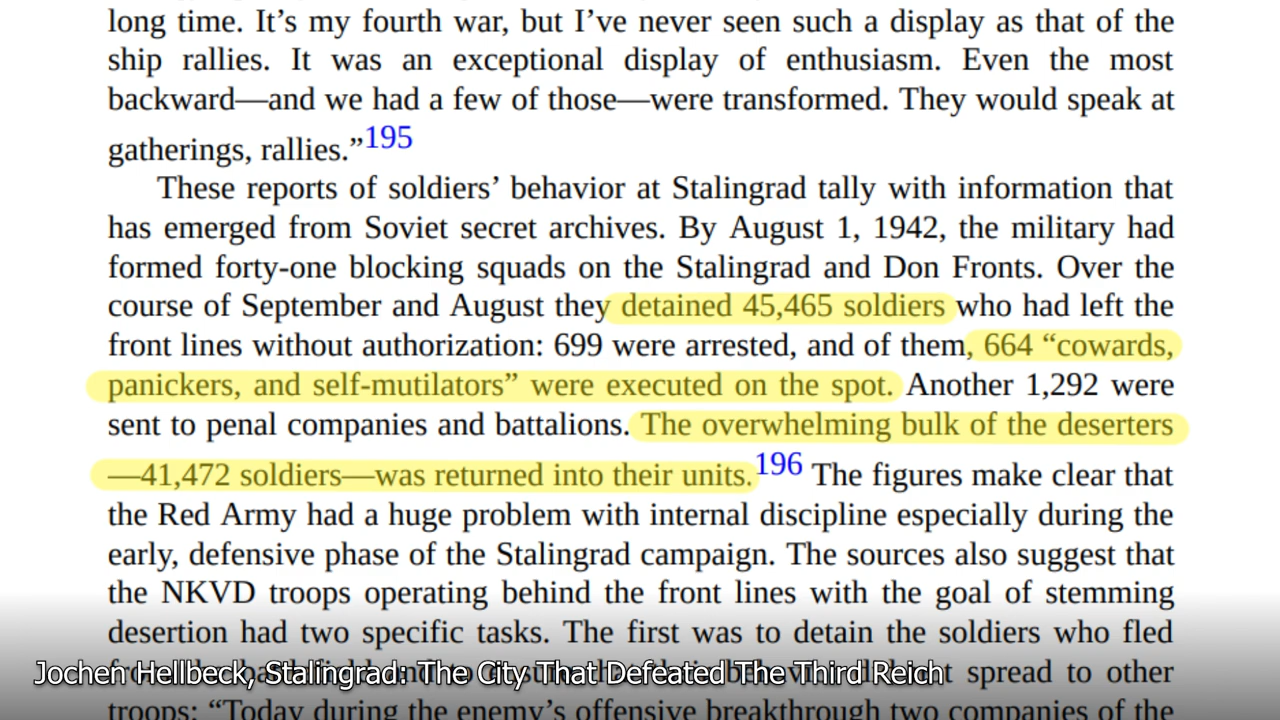 long time. It’s my fourth war, but I’ve never seen such a display as that of the
ship rallies. It was an exceptional display of enthusiasm. Even the most
backward—and we had a few of those—were transformed. They would speak at
gatherings, rallies.”195
These reports of soldiers’ behavior at Stalingrad tally with information that
has emerged from Soviet secret archives. By August 1, 1942, the military had
formed forty-one blocking squads on the Stalingrad and Don Fronts. Over the
course of September and August they detained 45,465 soldiers who had left the
front lines without authorization: 699 were arrested, and of them, 664 “cowards,
panickers, and self-mutilators” were executed on the spot. Another 1,292 were
sent to penal companies and battalions. The overwhelming bulk of the deserters
—41,472 soldiers—was returned into their units.196 The figures make clear that
the Red Army had a huge problem with internal discipline especially during the
early, defensive phase of the Stalingrad campaign. The sources also suggest that
the NKVD troops operating behind the front lines with the goal of stemming
desertion had two specific tasks. The first was to detain the soldiers who fled
spread to other
Jochen Hellbeck, Stalingrad: The City That Defeated The Third Reich
troops: “Today during the enemy’s offensive breakthrough two companies of the